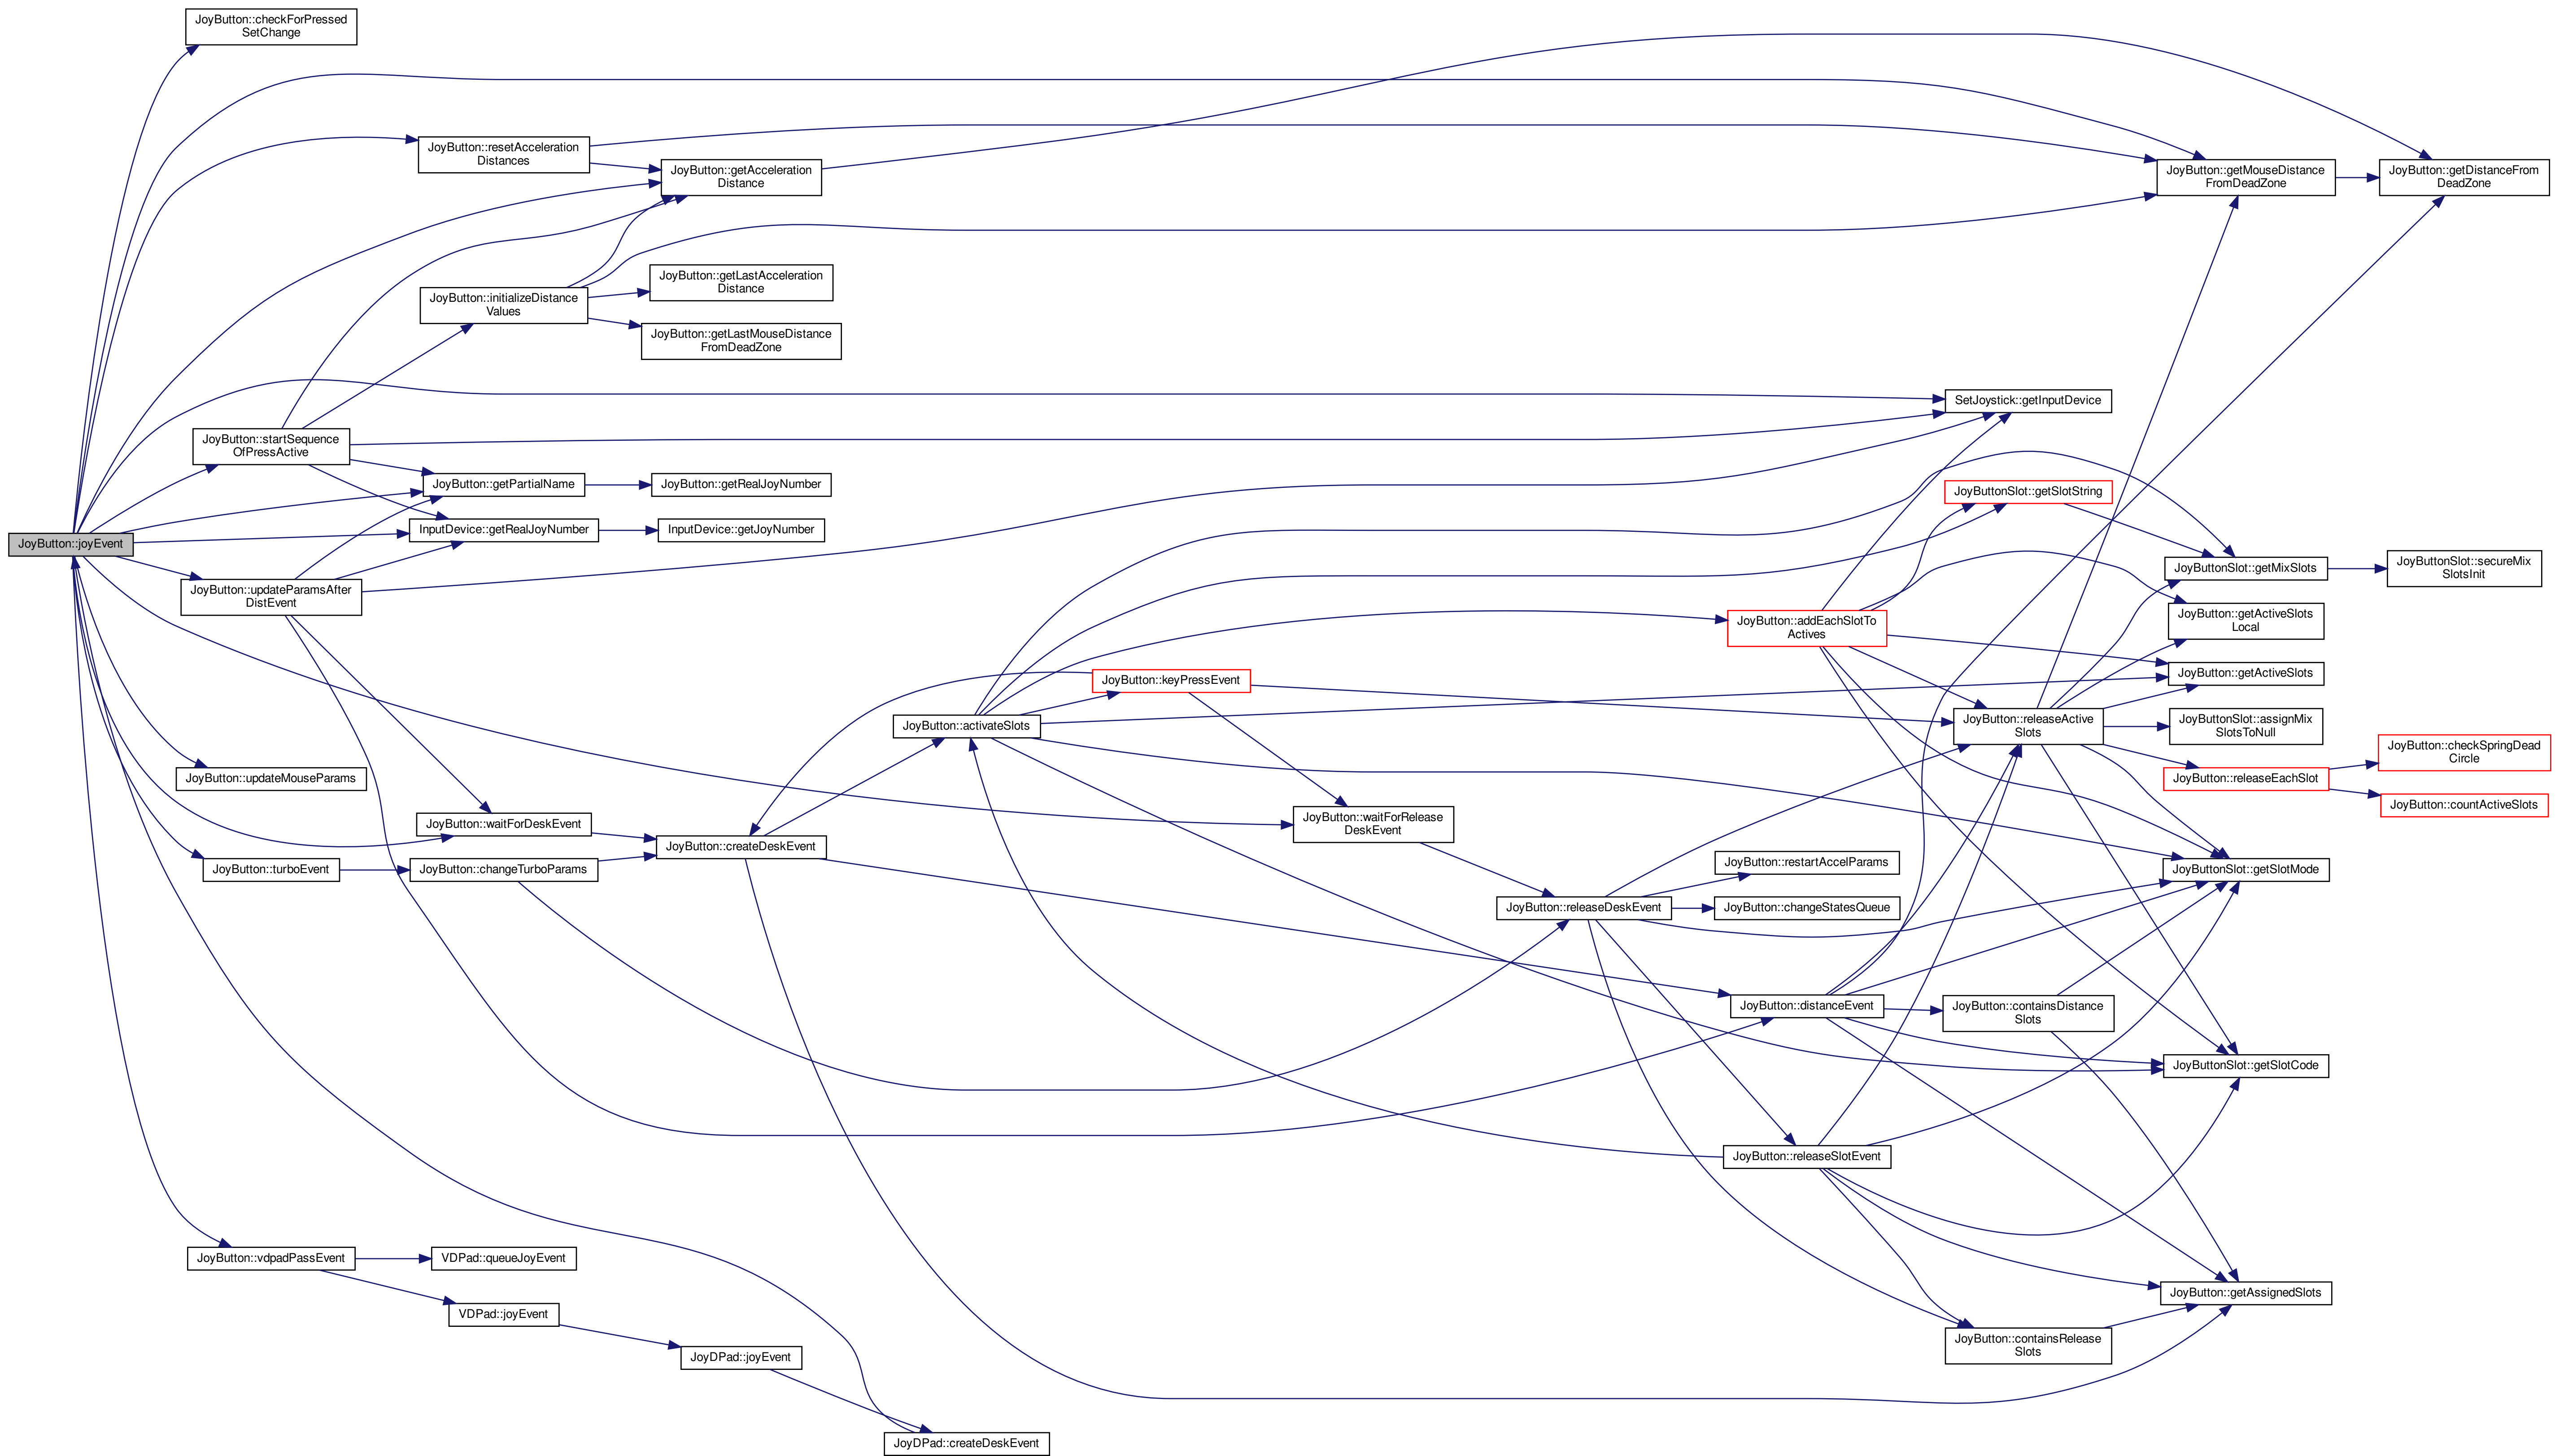 JoyButton::checkForPressed
SetChange
JoyButton::resetAcceleration
Distances
JoyButton::getAcceleration
Distance
JoyButton::getMouseDistance
FromDeadZone
JoyButton::getDistanceFrom
DeadZone
JoyButton::getLastAcceleration
Distance
JoyButton::initializeDistance
Values
JoyButton::getLastMouseDistance
FromDeadZone
SetJoystick::getInputDevice
JoyButton::startSequence
OfPressActive
JoyButton::getPartialName
JoyButton::getRealJoyNumber
JoyButtonSlot::getSlotString
InputDevice::getRealJoyNumber
InputDevice::getJoyNumber
JoyButton::joyEvent
JoyButtonSlot::getMixSlots
JoyButtonSlot::secureMix
SlotsInit
JoyButton::updateParamsAfter
DistEvent
JoyButton::addEachSlotTo
Actives
JoyButton::getActiveSlots
Local
JoyButton::keyPressEvent
JoyButton::getActiveSlots
JoyButton::activateSlots
JoyButton::releaseActive
Slots
JoyButtonSlot::assignMix
SlotsToNull
JoyButton::checkSpringDead
Circle
JoyButton::updateMouseParams
JoyButton::releaseEachSlot
JoyButton::countActiveSlots
JoyButton::waitForDeskEvent
JoyButton::waitForRelease
DeskEvent
JoyButton::createDeskEvent
JoyButton::turboEvent
JoyButton::changeTurboParams
JoyButton::restartAccelParams
JoyButtonSlot::getSlotMode
JoyButton::releaseDeskEvent
JoyButton::changeStatesQueue
JoyButton::distanceEvent
JoyButton::containsDistance
Slots
JoyButtonSlot::getSlotCode
JoyButton::releaseSlotEvent
JoyButton::vdpadPassEvent
VDPad::queueJoyEvent
JoyButton::getAssignedSlots
VDPad::joyEvent
JoyButton::containsRelease
Slots
JoyDPad::joyEvent
JoyDPad::createDeskEvent